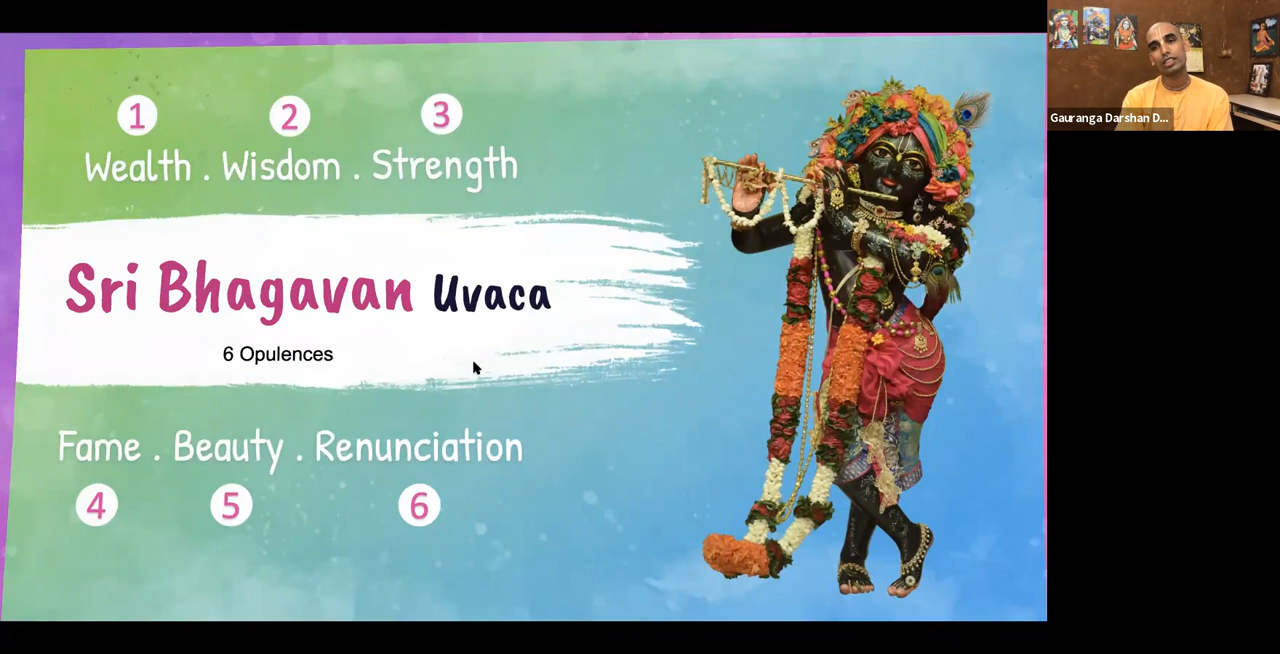 1 2 3
Wealth . Wisdom . Strength
Sri Bhagavan Uvaca
6 Opulences
Fame . Beauty . Renunciation
4 5 6
Gauranga Darshan D...